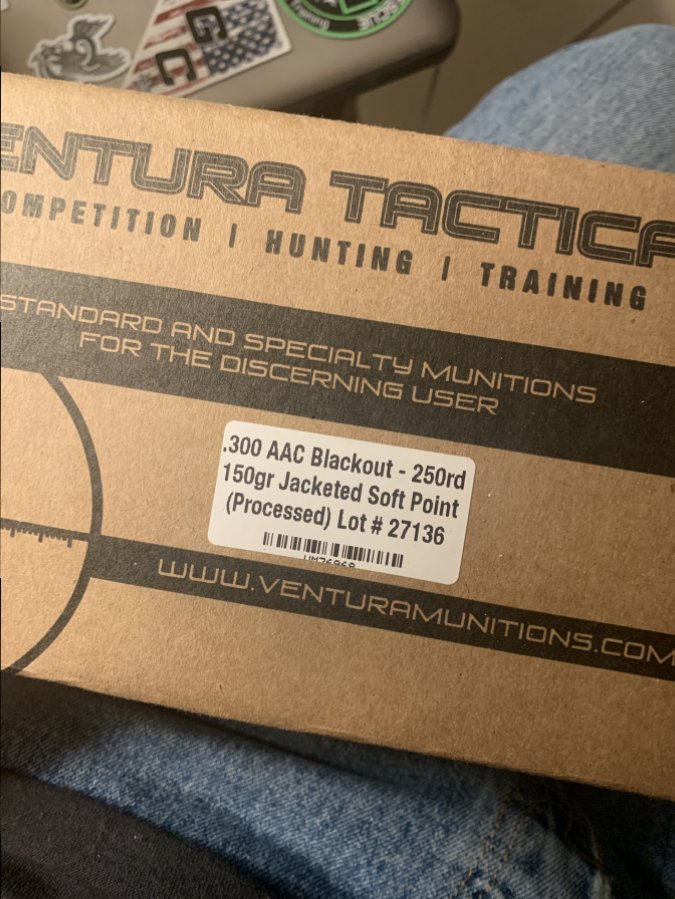 ENTURA TACTICA
OMPETITION | HUNTING | TRAINING
STANDARD AND SPECIALTY MUNITIONS
FOR THE DISCERNING USER
.300 AAC Blackout - 250rd
150gr Jacketed Soft Point
(Processed) Lot # 27136
WWW.VENTURAMUNITIONS.COM
Training